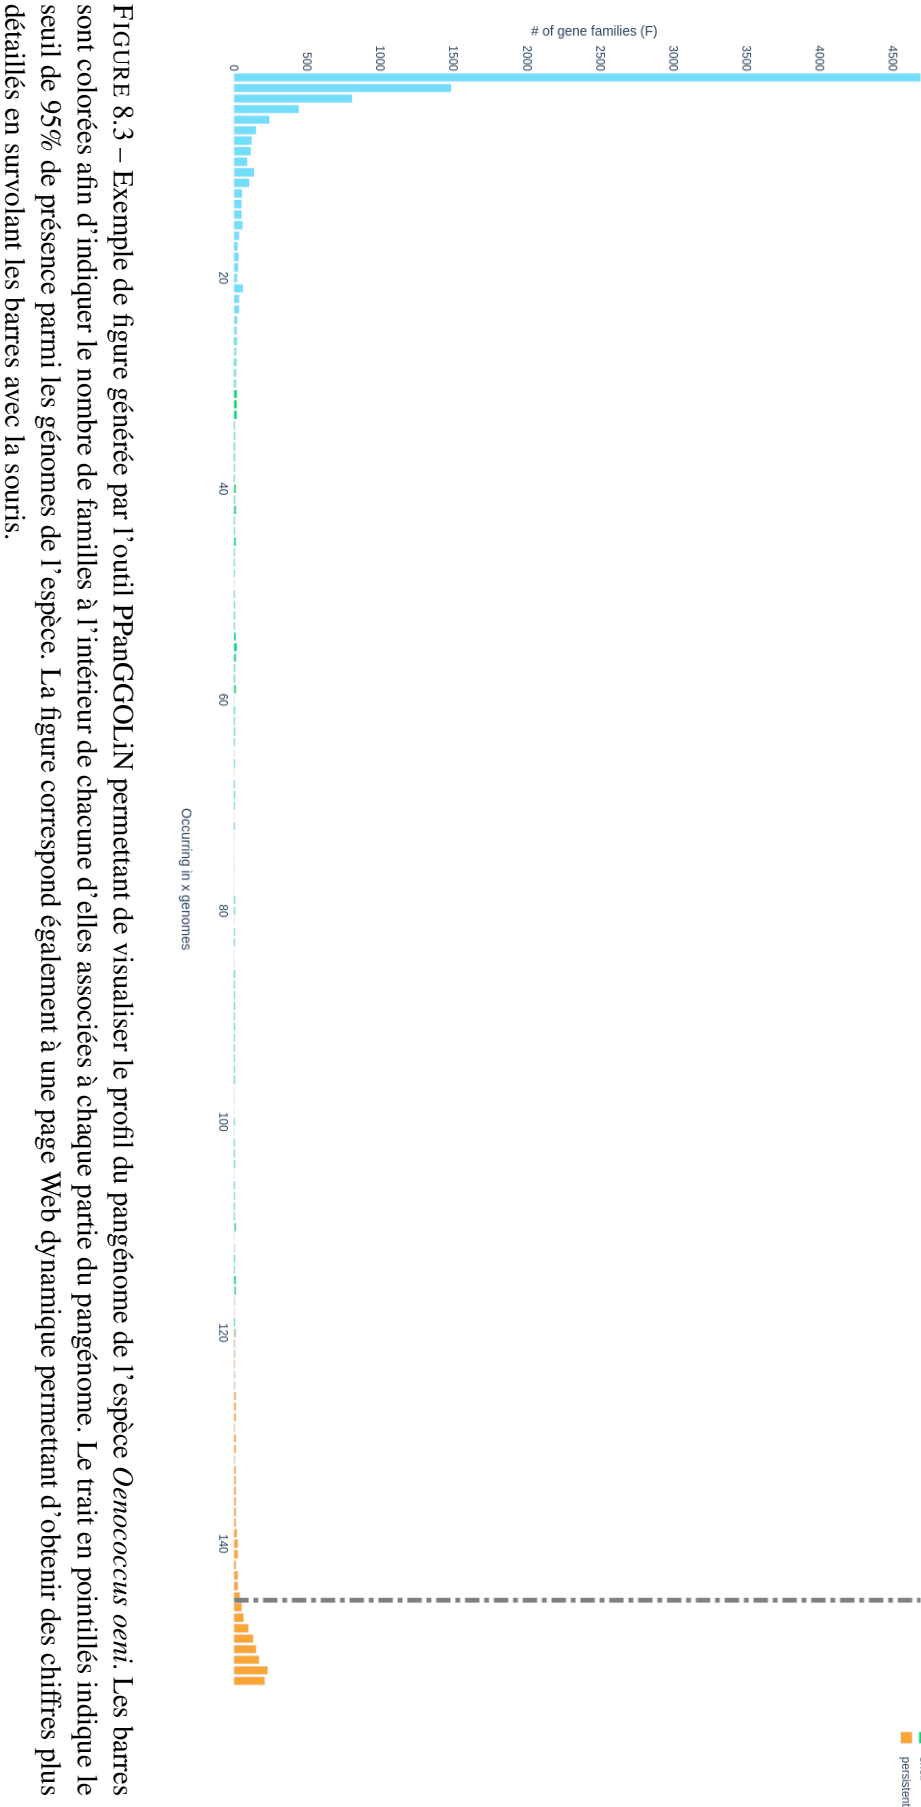 persistent
# of gene families (F)
4500
4000
3500
3000
2500
2000
1500
1000
500
0
20
40
60
80
100
120
140
Occurring in x genomes
FIGURE 8.3 – Exemple de figure générée par l'outil PPanGGOLiN permettant de visualiser le profil du pangénome de l'espèce Oenococcus oeni. Les barres
sont colorées afin d'indiquer le nombre de familles à l'intérieur de chacune d'elles associées à chaque partie du pangénome. Le trait en pointillés indique le
seuil de 95% de présence parmi les génomes de l'espèce. La figure correspond également à une page Web dynamique permettant d'obtenir des chiffres plus
détaillés en survolant les barres avec la souris.